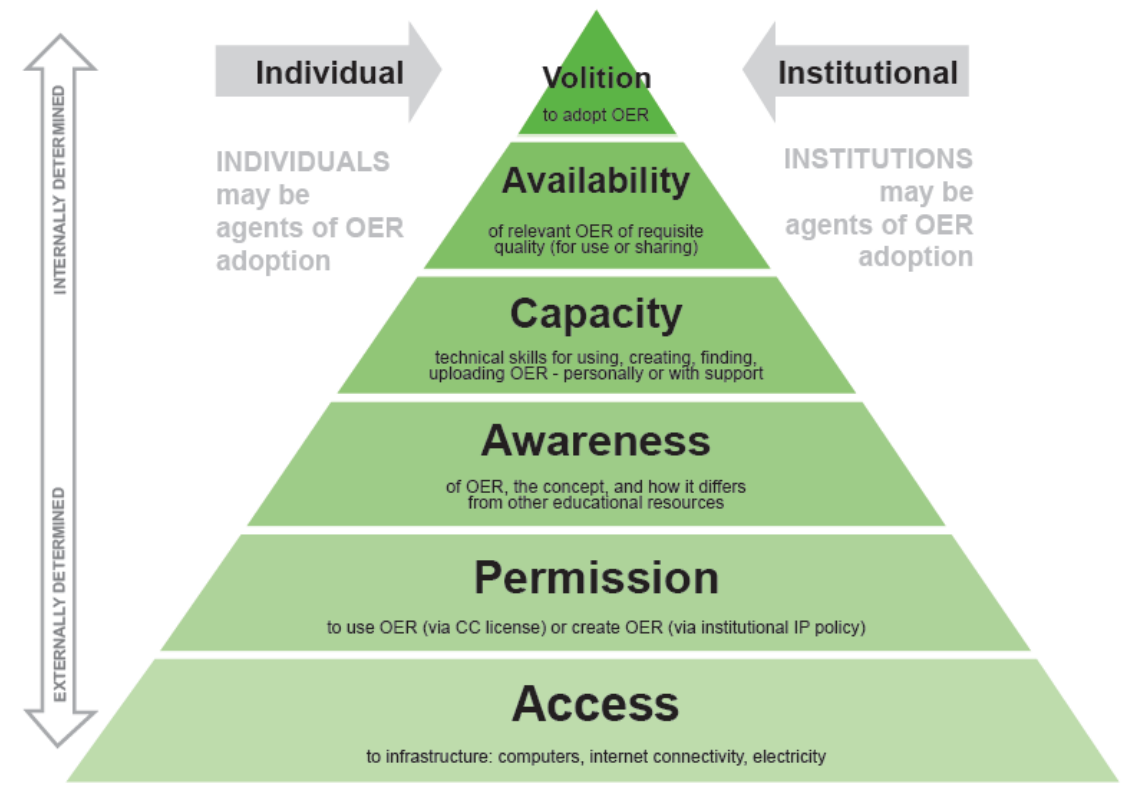 Individual
Institutional
Volition
to adopt OER
INDIVIDUALS
may be
agents of OER
adoption
INSTITUTIONS
may be
agents of OER
adoption
Availability
of relevant OER of requisite
quality (for use or sharing)
Capacity
technical skills for using, creating, finding,
uploading OER - personally or with support
Awareness
of OER, the concept, and how it differs
from other educational resources
Permission
to use OER (via CC license) or create OER (via institutional IP policy)
Access
to infrastructure: computers, internet connectivity, electricity
INTERNALLY DETERMINED
EXTERNALLY DETERMINED